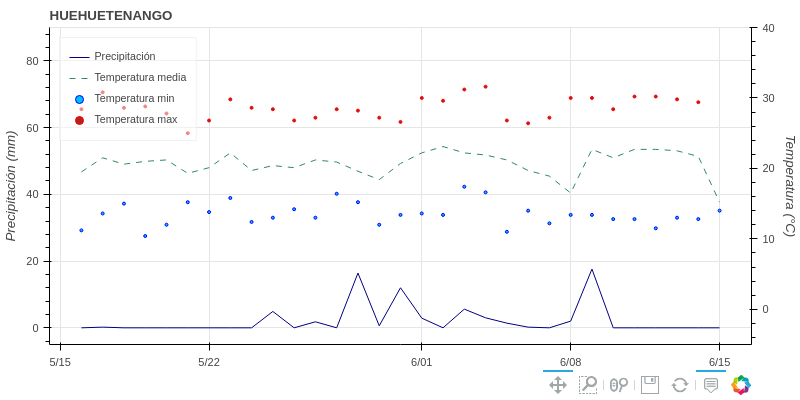 HUEHUETENANGO
Precipitación
Temperatura media
Temperatura min
Temperatura max
Precipitación (mm)
80
60
40
20
0
Temperatura (°C)
40
30
20
10
0
5/15
5/22
6/01
6/08
6/15